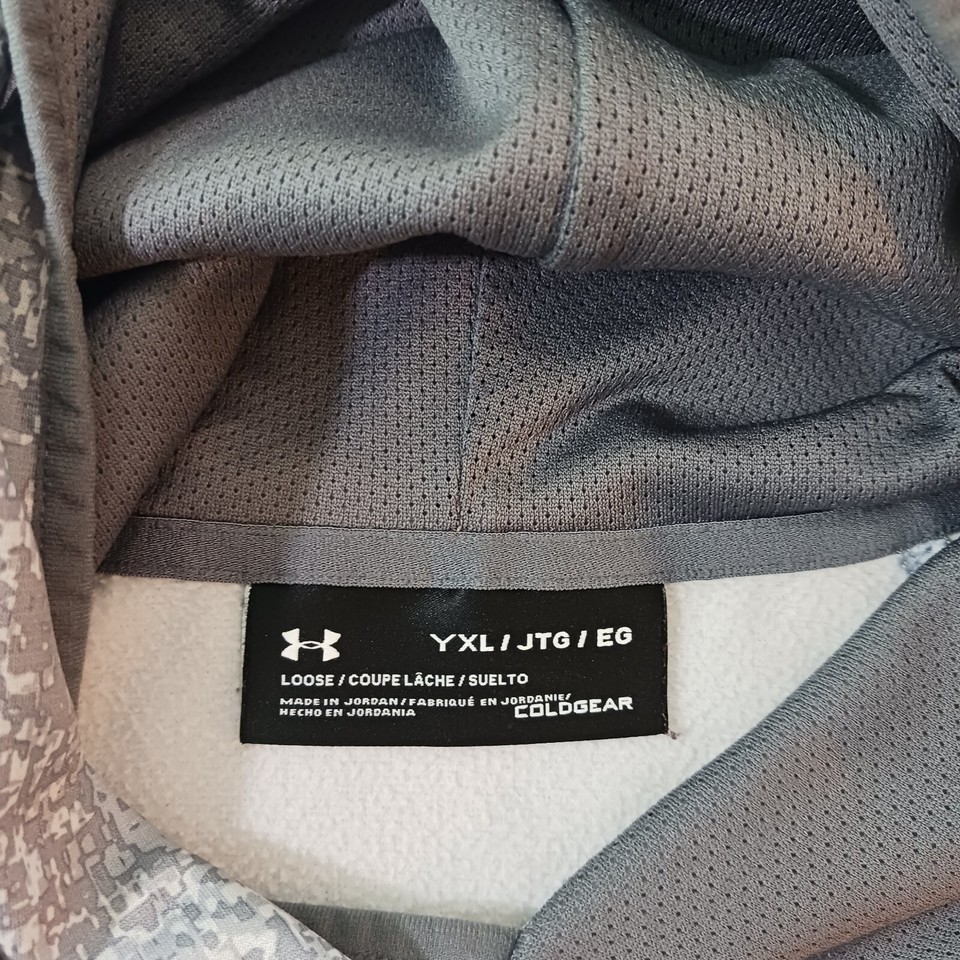 YXL / JTG / EG
LOOSE / COUPE LÂCHE / SUELTO
MADE IN JORDAN / FABRIQUÉ EN JORDANIE/
HECHO EN JORDANIA
COLDGEAR